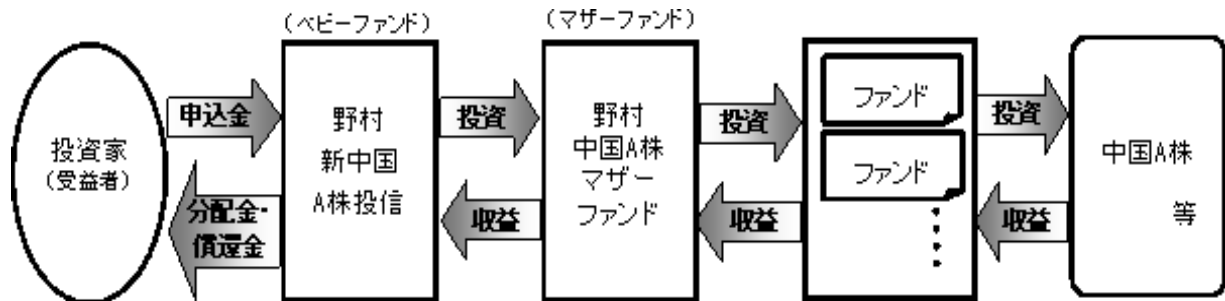 (ベビーファンド)
(マザーファンド)
投資家
(受益者)
申込金
分配金・
償還金
野村
新中国
A株投信
投資
収益
野村
中国A株
マザー
ファンド
投資
収益
ファンド
ファンド
投資
収益
中国A株
等